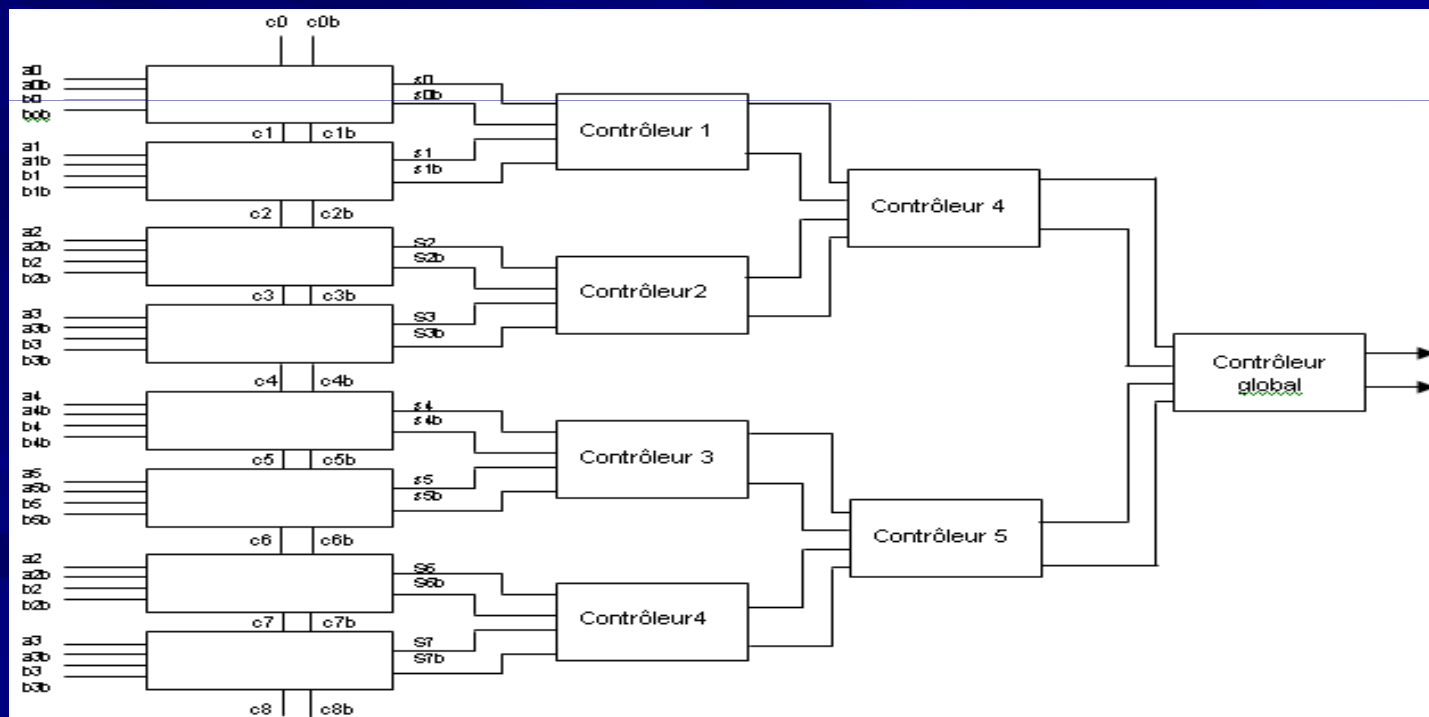 c0 c0b
a0
a0b
b0
bob
s0
s0b
Contrôleur 1
c1 c1b
a1
a1b
b1
b1b
s1
s1b
Contrôleur 4
c2 c2b
a2
a2b
b2
b2b
S2
S2b
Contrôleur2
c3 c3b
a3
a3b
b3
b3b
S3
S3b
Contrôleur
global
c4 c4b
a4
a4b
b4
b4b
s4
s4b
Contrôleur 3
c5 c5b
a5
a5b
b5
b5b
s5
s5b
Contrôleur 5
c6 c6b
a2
a2b
b2
b2b
S6
S6b
Contrôleur4
c7 c7b
a3
a3b
b3
b3b
S7
S7b
c8 c8b